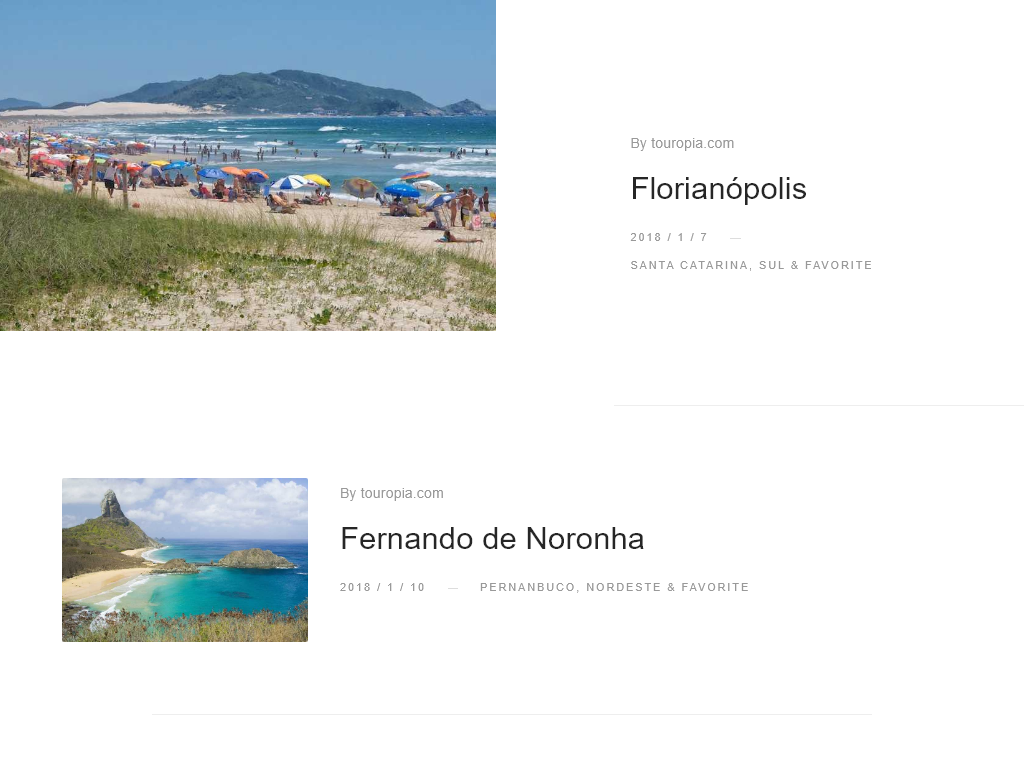 By touropia.com
Florianópolis
2018 / 1 / 7 —
SANTA CATARINA, SUL & FAVORITE
By touropia.com
Fernando de Noronha
2018 / 1 / 10 — PERNANBUCO, NORDESTE & FAVORITE